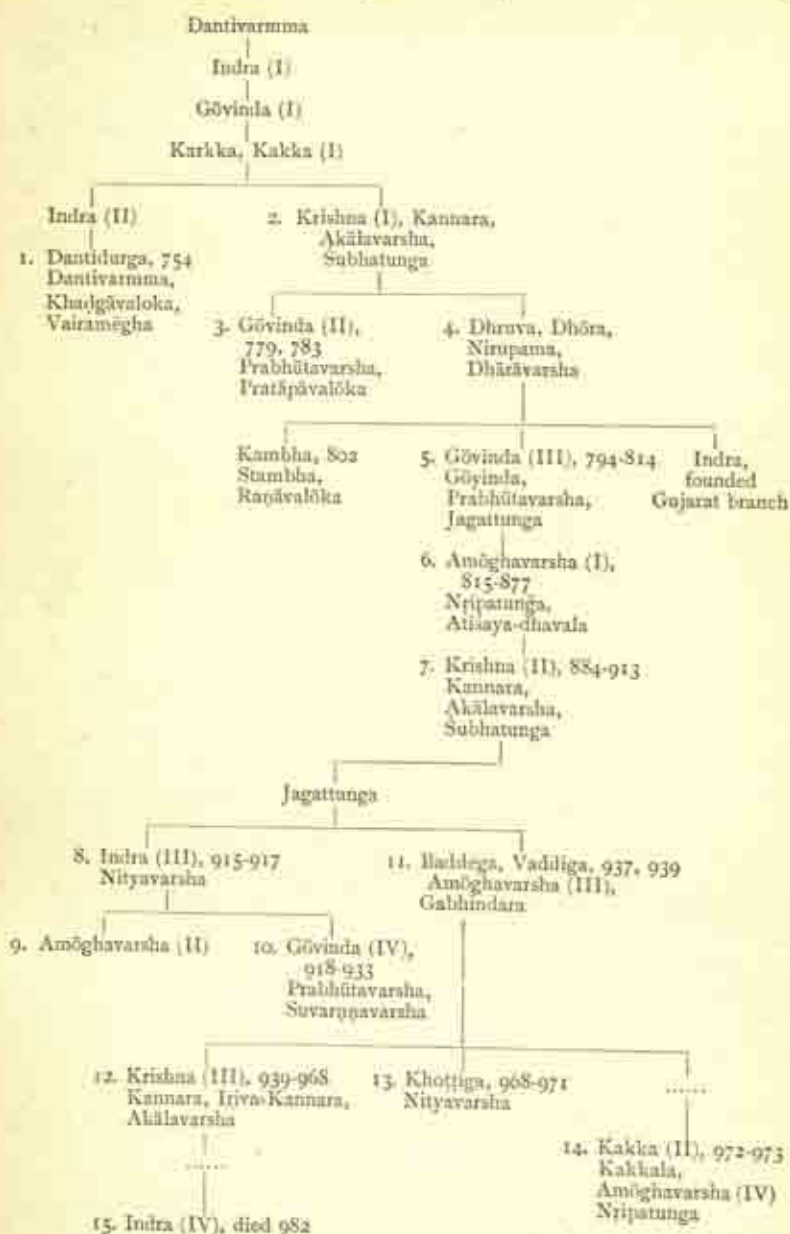 Dantivarmma
Indra (I)
Gōvinda (I)
Karkka, Kakka (I)
Indra (II)
1. Dantidurga, 754
Dantivarmma,
Khaḍgāvaloka,
Vairamēgha
2. Krishna (I), Kannara,
Akālavarsha,
Subhatunga
3. Gōvinda (II),
779, 783
Prabhūtavarsha,
Pratāpāvalōka
4. Dhruva, Dhōra,
Nirupama,
Dhārāvarsha
Kambha, 802
Stambha,
Raṇāvalōka
5. Gōvinda (III), 794-814
Gōyinda,
Prabhūtavarsha,
Jagattunga
Indra,
founded
Gujarat branch
6. Amōghavarsha (I),
815-877
Nṛipatunga,
Atisaya-dhavala
7. Krishna (II), 884-913
Kannara,
Akālavarsha,
Subhatunga
Jagattunga
8. Indra (III), 915-917
Nityavarsha
11. Baddega, Vaddiga, 937, 939
Amōghavarsha (III),
Gabhindara
9. Amōghavarsha (II)
10. Gōvinda (IV),
918-933
Prabhūtavarsha,
Suvarṇṇavarsha
12. Krishna (III), 939-968
Kannara, Iriva-Kannara,
Akālavarsha
13. Khoṭṭiga, 968-971
Nityavarsha
......
14. Kakka (II), 972-973
Kakkala,
Amōghavarsha (IV)
Nṛipatunga
......
15. Indra (IV), died 982